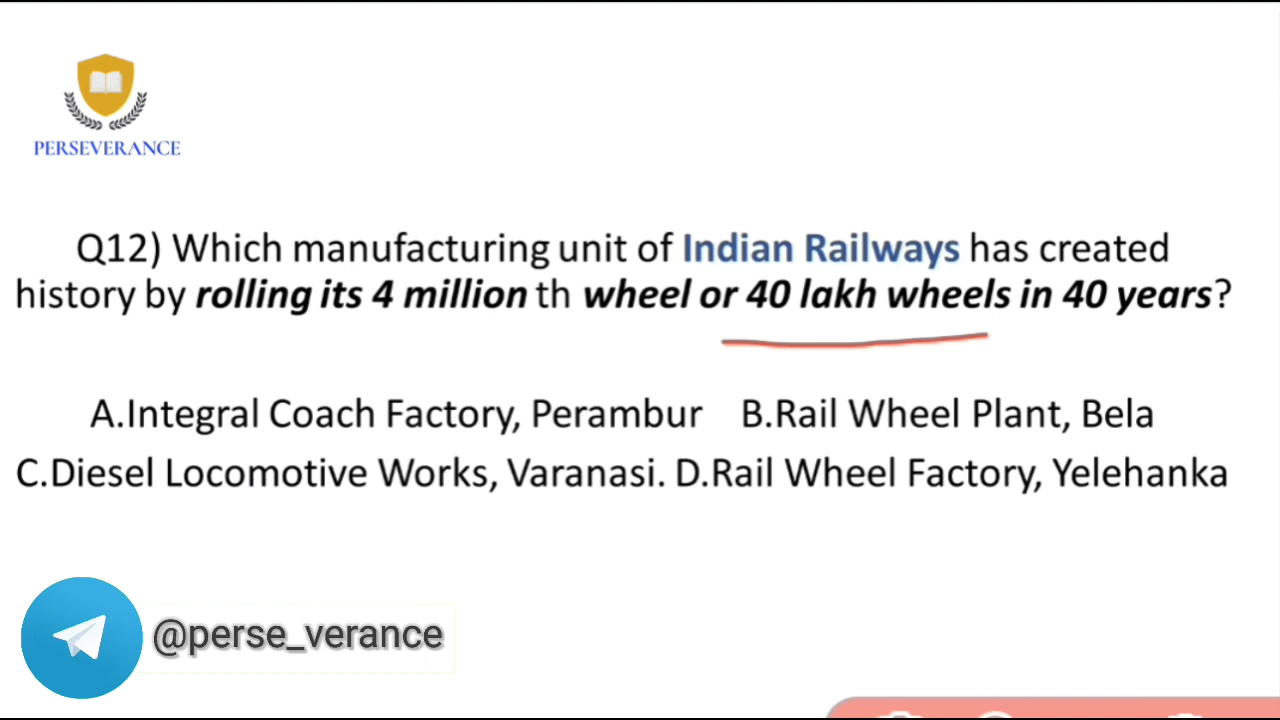 PERSEVERANCE
Q12) Which manufacturing unit of Indian Railways has created
history by rolling its 4 million th wheel or 40 lakh wheels in 40 years?
A.Integral Coach Factory, Perambur B.Rail Wheel Plant, Bela
C.Diesel Locomotive Works, Varanasi. D.Rail Wheel Factory, Yelehanka
@perse_verance